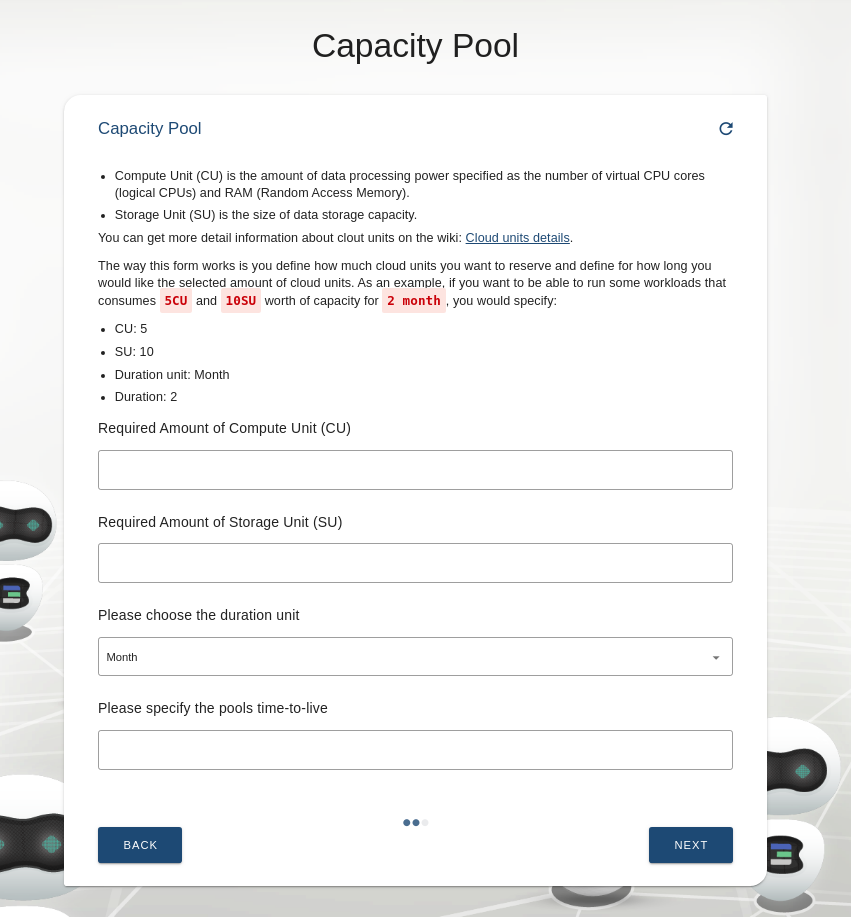 Capacity Pool
Capacity Pool
Compute Unit (CU) is the amount of data processing power specified as the number of virtual CPU cores
(logical CPUs) and RAM (Random Access Memory).
Storage Unit (SU) is the size of data storage capacity.
You can get more detail information about clout units on the wiki: Cloud units details.
The way this form works is you define how much cloud units you want to reserve and define for how long you
would like the selected amount of cloud units. As an example, if you want to be able to run some workloads that
consumes 5CU and 10SU worth of capacity for 2 month, you would specify:
CU: 5
SU: 10
Duration unit: Month
Duration: 2
Required Amount of Compute Unit (CU)
Required Amount of Storage Unit (SU)
Please choose the duration unit
Month
Please specify the pools time-to-live
BACK
NEXT